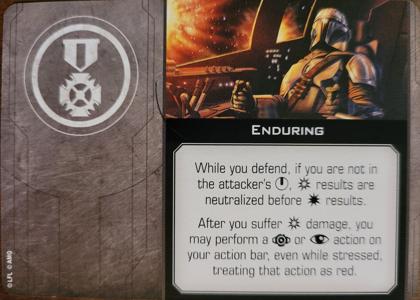 ENDURING
While you defend, if you are not in
the attacker's , results are
neutralized before results.
After you suffer damage, you
may perform a or action on
your action bar, even while stressed,
treating that action as red.
© LFL © AMG